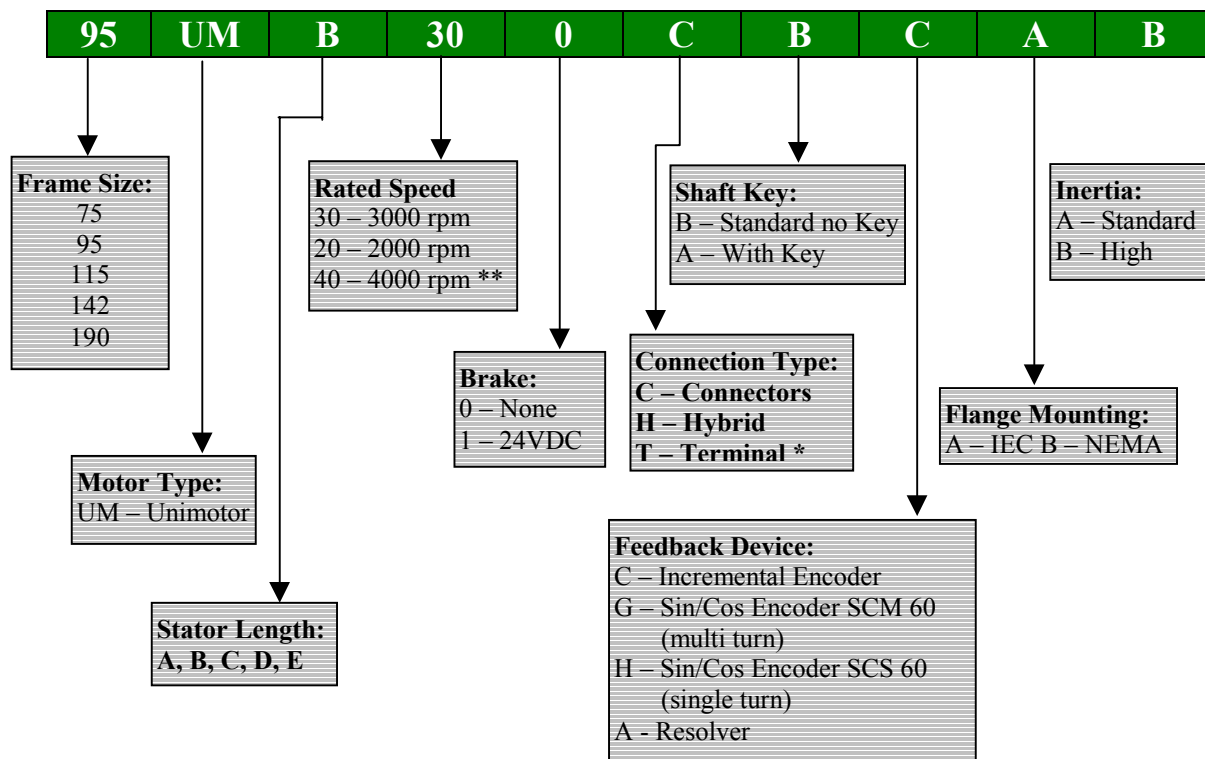 95 UM B 30 0 C B C A B
Frame Size:
75
95
115
142
190
Motor Type:
UM – Unimotor
Stator Length:
A, B, C, D, E
Rated Speed
30 – 3000 rpm
20 – 2000 rpm
40 – 4000 rpm **
Brake:
0 – None
1 – 24VDC
Connection Type:
C – Connectors
H – Hybrid
T – Terminal *
Shaft Key:
B – Standard no Key
A – With Key
Feedback Device:
C – Incremental Encoder
G – Sin/Cos Encoder SCM 60
(multi turn)
H – Sin/Cos Encoder SCS 60
(single turn)
A - Resolver
Flange Mounting:
A – IEC B – NEMA
Inertia:
A – Standard
B – High